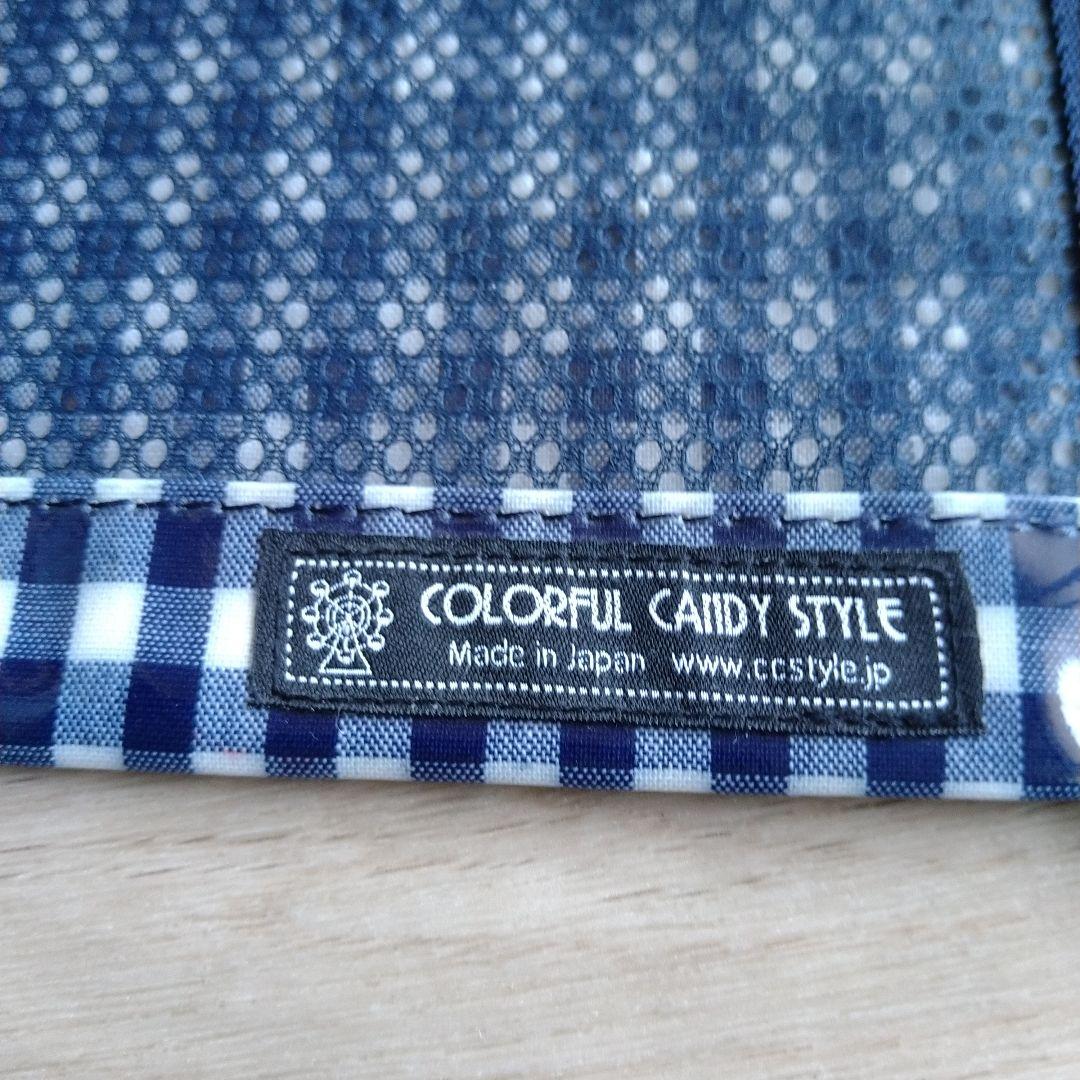 COLORFUL CANDY STYLE
Made in Japan www.ccstyle.jp